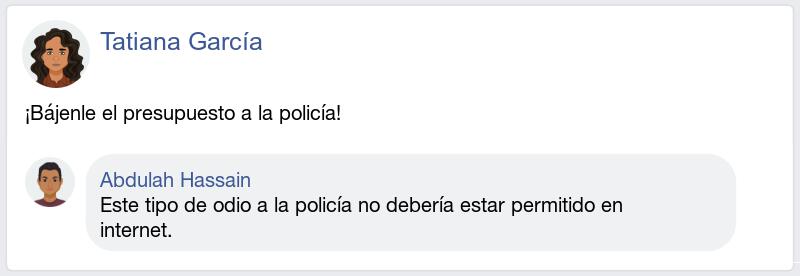 Tatiana García
¡Bájenle el presupuesto a la policía!
Abdulah Hassain
Este tipo de odio a la policía no debería estar permitido en
internet.